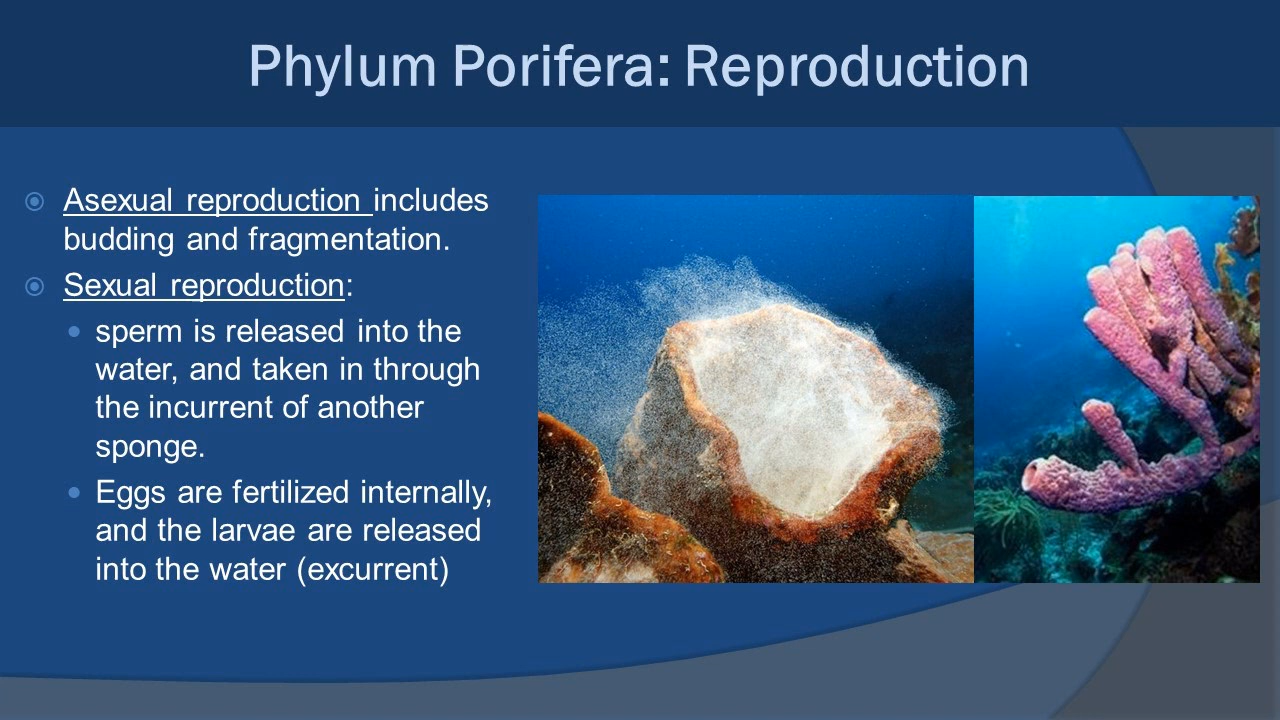 Phylum Porifera: Reproduction
Asexual reproduction includes
budding and fragmentation.
Sexual reproduction:
sperm is released into the
water, and taken in through
the incurrent of another
sponge.
Eggs are fertilized internally,
and the larvae are released
into the water (excurrent)